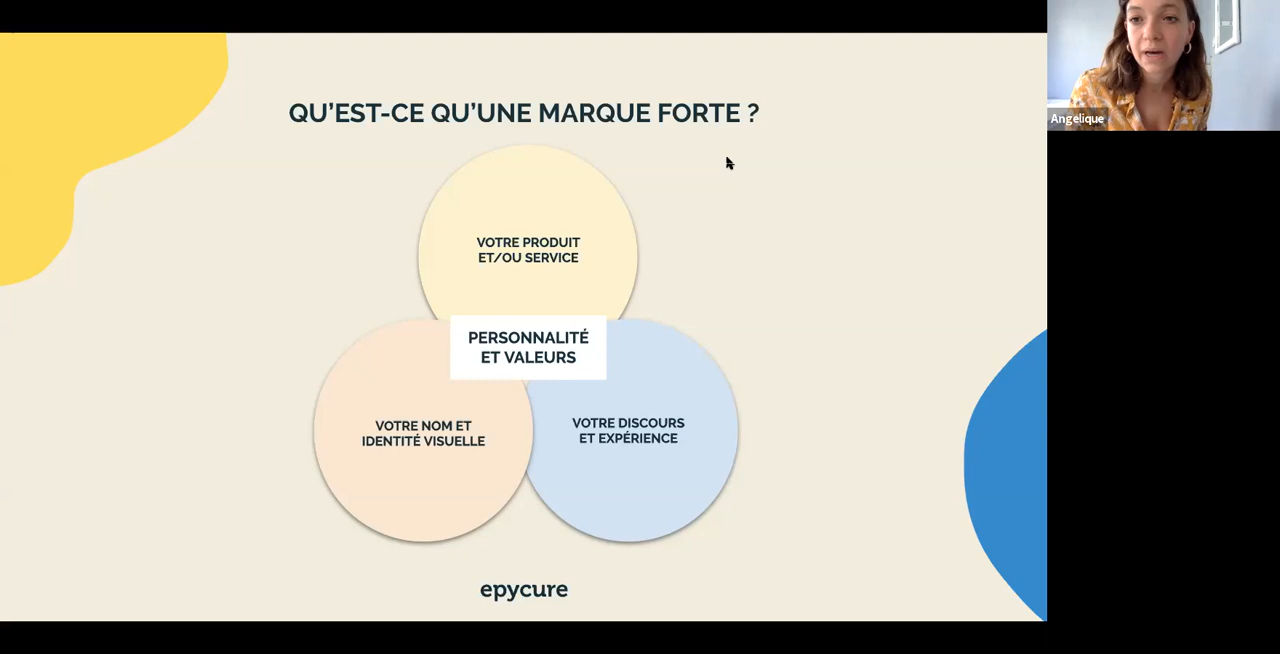 QU’EST-CE QU’UNE MARQUE FORTE ?
VOTRE PRODUIT
ET/OU SERVICE
PERSONNALITÉ
ET VALEURS
VOTRE NOM ET
IDENTITÉ VISUELLE
VOTRE DISCOURS
ET EXPÉRIENCE
epycure
Angelique